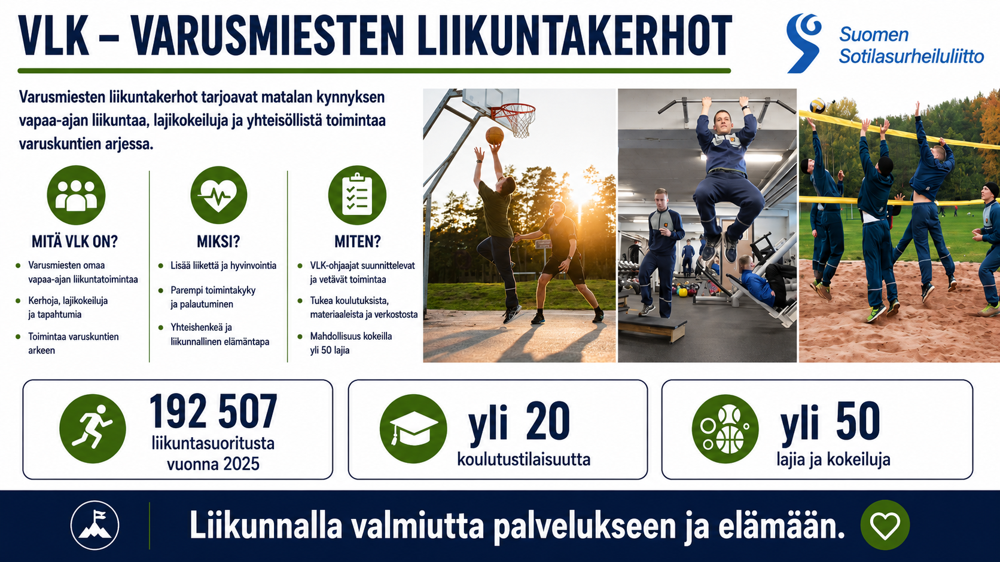 VLK – VARUSMIESTEN LIIKUNTAKERHOT
Suomen
Sotilasurheiluliitto
Varusmiesten liikuntakerhot tarjoavat matalan kynnyksen
vapaa-ajan liikuntaa, lajikokeiluja ja yhteisöllistä toimintaa
varuskuntien arjessa.
MITÄ VLK ON?
Varusmiesten omaa
vapaa-ajan liikuntatoimintaa
Kerhoja, lajikokeiluja
ja tapahtumia
Toimintaa varuskuntien
arkeen
MIKSI?
Lisää liikettä ja hyvinvointia
Parempi toimintakyky
ja palautuminen
Yhteishenkeä ja
liikunnallinen elämäntapa
MITEN?
VLK-ohjaajat suunnittelevat
ja vetävät toimintaa
Tukea koulutuksista,
materiaaleista ja verkostosta
Mahdollisuus kokeilla
yli 50 lajia
192 507
liikuntasuoritusta
vuonna 2025
yli 20
koulutustilaisuutta
yli 50
lajia ja kokeiluja
Liikunnalla valmiutta palvelukseen ja elämään.